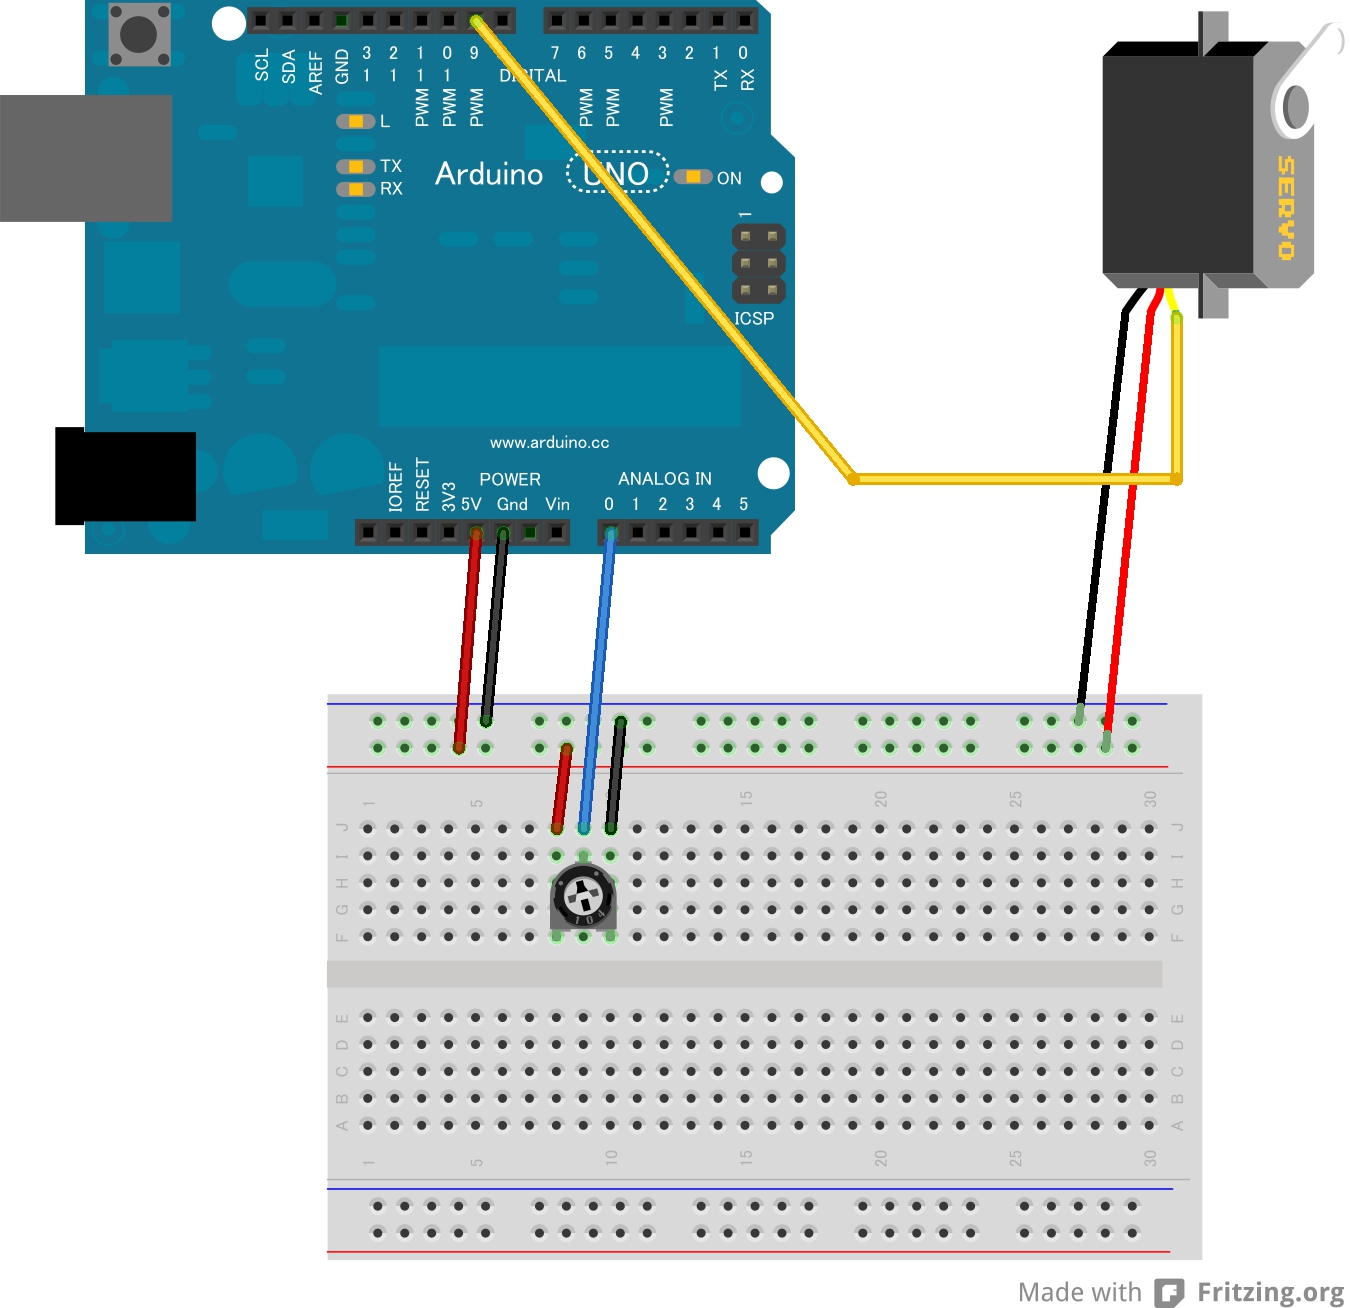 SCL SDA AREF GND 13 12 PWM 11 PWM 10 PWM 9 7 PWM 6 PWM 5 4 PWM 3 2 TX 1 RX 0
DIGITAL
L
TX
RX
Arduino UNO
ON
1
ICSP
SERVO
www.arduino.cc
POWER
ANALOG IN
IOREF RESET 3V3 5V Gnd Vin
0 1 2 3 4 5
1 5 15 20 25 30
J J
I I
H H
G G
F F
104
E E
D D
C C
B B
A A
1 5 10 15 20 25 30
Made with Fritzing.org